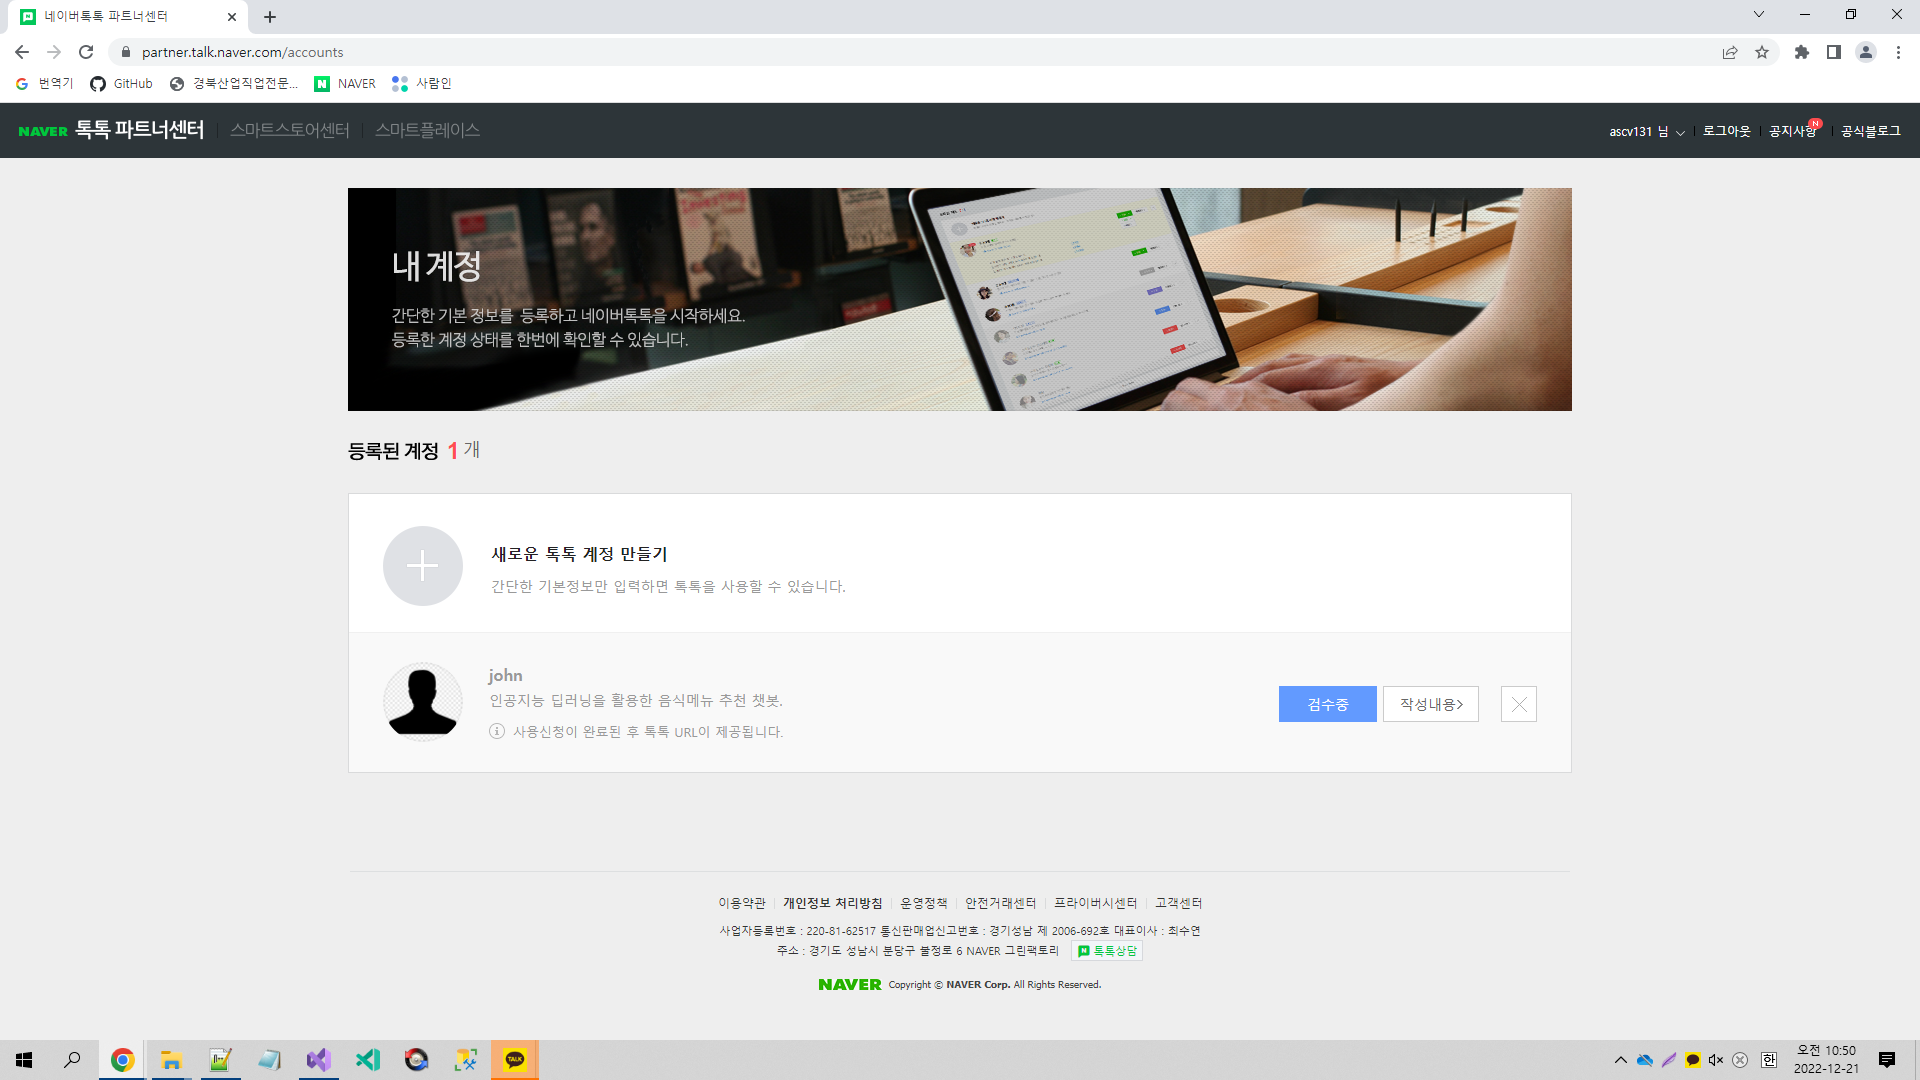 네이버톡톡 파트너센터
partner.talk.naver.com/accounts
번역기 GitHub 경북산업직업전문... NAVER 사람인
NAVER 톡톡 파트너센터 스마트스토어센터 스마트플레이스 ascv131 님 로그아웃 공지사항 N 공식블로그
내 계정
간단한 기본 정보를 등록하고 네이버톡톡을 시작하세요.
등록한 계정 상태를 한번에 확인할 수 있습니다.
등록된 계정 1 개
새로운 톡톡 계정 만들기
간단한 기본정보만 입력하면 톡톡을 사용할 수 있습니다.
john
인공지능 딥러닝을 활용한 음식메뉴 추천 챗봇.
사용신청이 완료된 후 톡톡 URL이 제공됩니다.
검수중 작성내용>
이용약관 개인정보 처리방침 운영정책 안전거래센터 프라이버시센터 고객센터
사업자등록번호 : 220-81-62517 통신판매업신고번호 : 경기성남 제 2006-692호 대표이사 : 최수연
주소 : 경기도 성남시 분당구 불정로 6 NAVER 그린팩토리 톡톡상담
NAVER Copyright © NAVER Corp. All Rights Reserved.
TALK
한
오전 10:50
2022-12-21